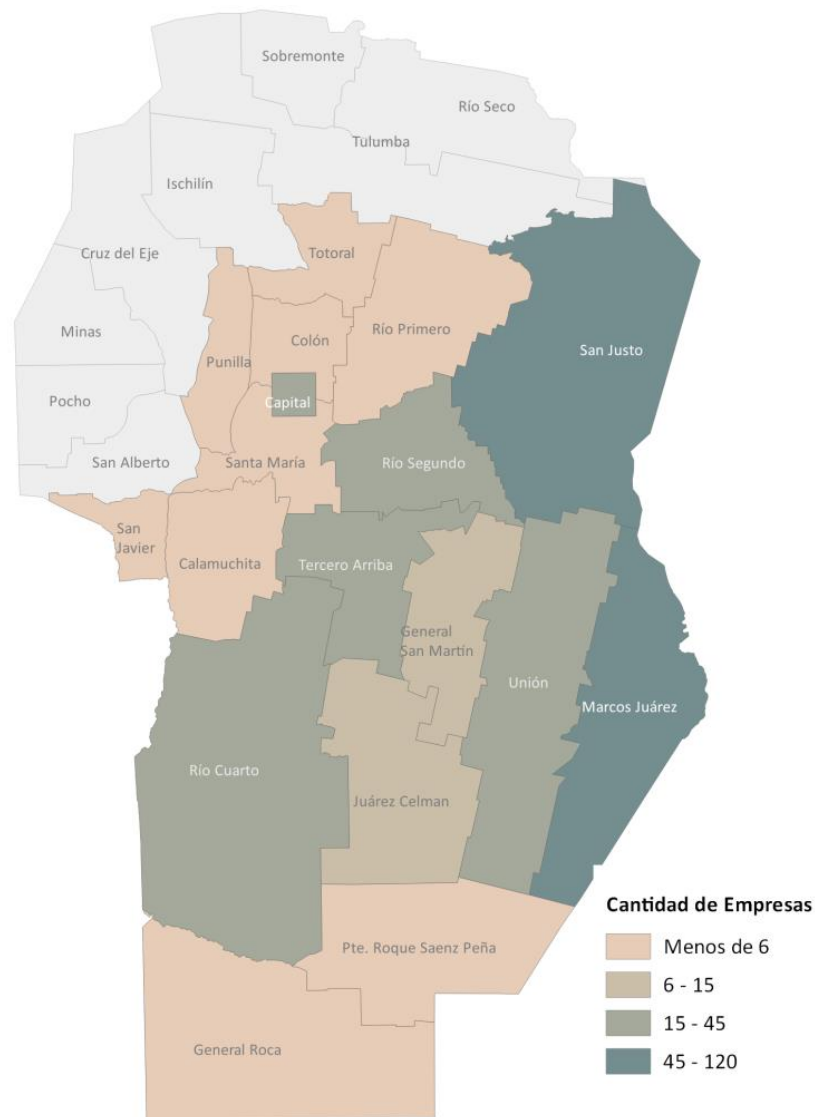 Sobremonte
Río Seco
Tulumba
Ischilín
Cruz del Eje
Totoral
Minas
Río Primero
Colón
San Justo
Punilla
Pocho
Capital
San Alberto
Santa María
Río Segundo
San
Javier
Calamuchita
Tercero Arriba
General
San Martín
Unión
Marcos Juárez
Río Cuarto
Juárez Celman
Pte. Roque Saenz Peña
General Roca
Cantidad de Empresas
Menos de 6
6 - 15
15 - 45
45 - 120